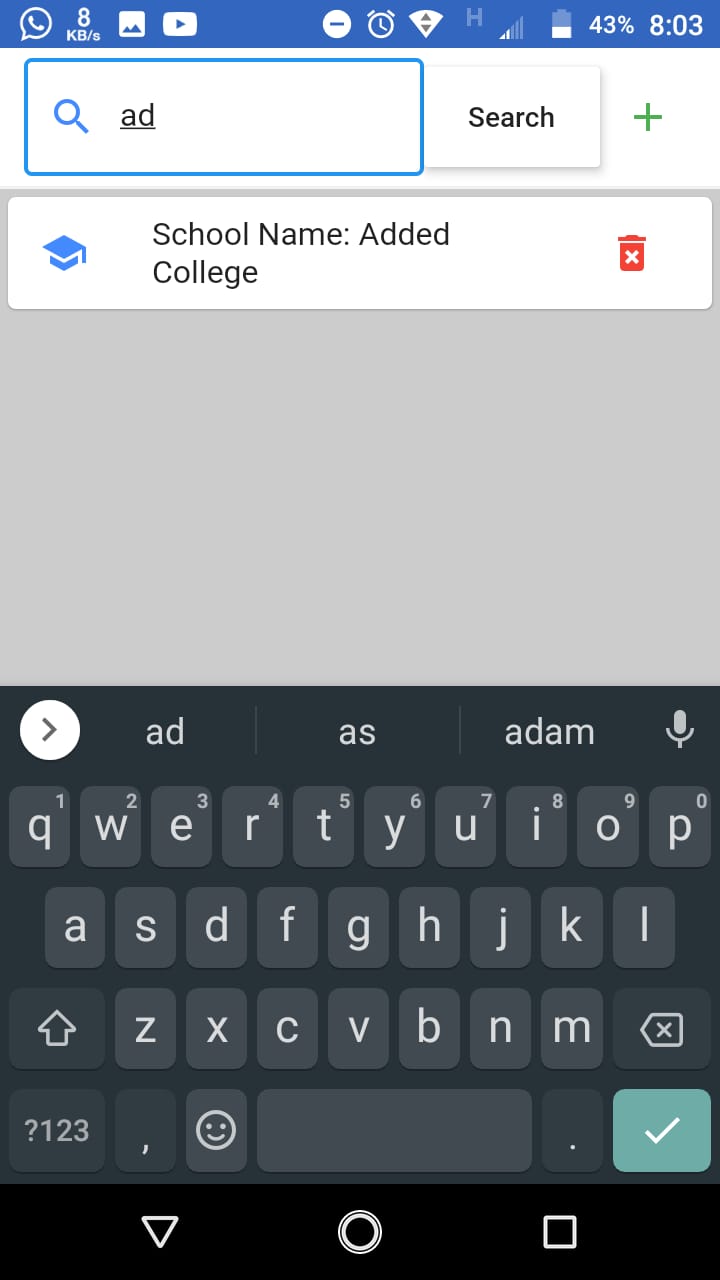 8
KB/s
H
43% 8:03
ad
Search
School Name: Added
College
ad as adam
q1 w2 e3 r4 t5 y6 u7 i8 o9 p0
a s d f g h j k l
z x c v b n m
?123 , .